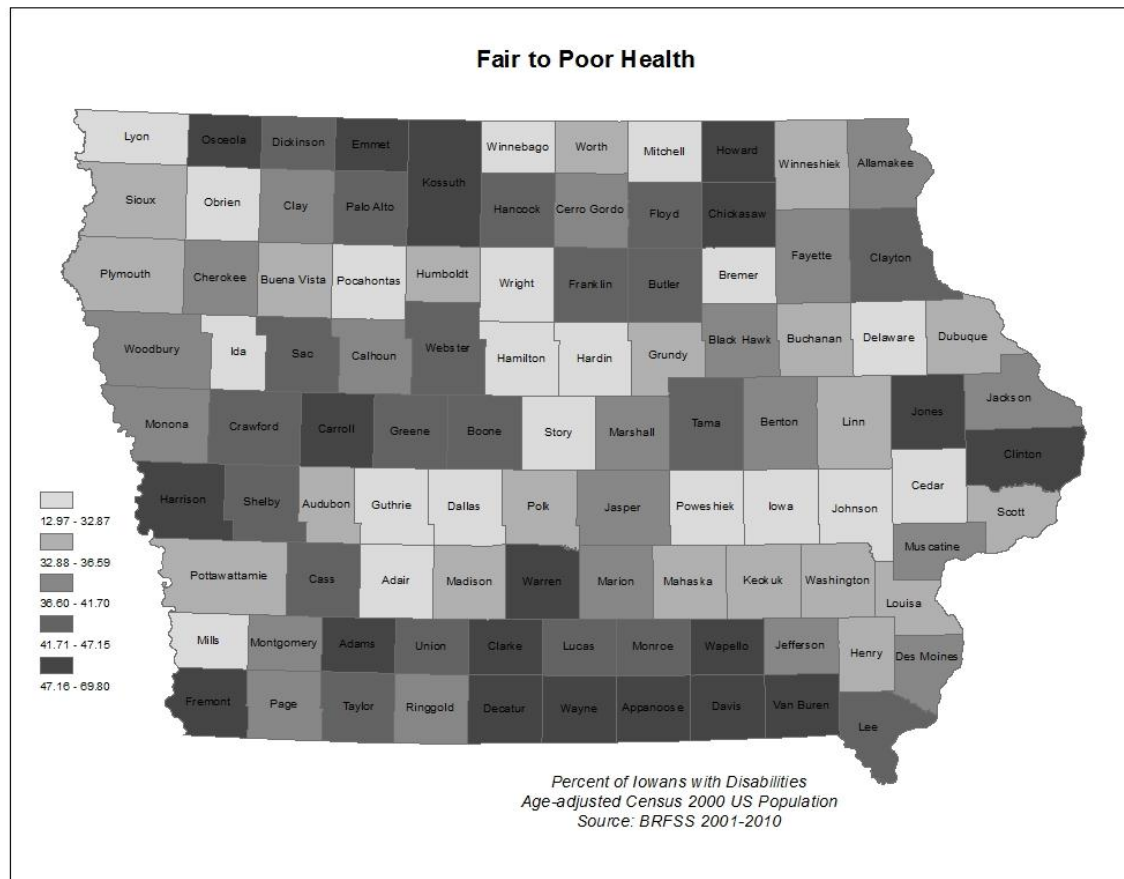 Fair to Poor Health
Lyon
Osceola
Dickinson
Emmet
Kossuth
Winnebago
Worth
Mitchell
Howard
Winneshiek
Allamakee
Sioux
Obrien
Clay
Palo Alto
Hancock
Cerro Gordo
Floyd
Chickasaw
Plymouth
Cherokee
Buena Vista
Pocahontas
Humboldt
Wright
Franklin
Butler
Bremer
Fayette
Clayton
Woodbury
Ida
Sac
Calhoun
Webster
Hamilton
Hardin
Grundy
Black Hawk
Buchanan
Delaware
Dubuque
Monona
Crawford
Carroll
Greene
Boone
Story
Marshall
Tama
Benton
Linn
Jones
Jackson
Clinton
Harrison
Shelby
Audubon
Guthrie
Dallas
Polk
Jasper
Poweshiek
Iowa
Johnson
Cedar
Scott
Muscatine
Pottawattamie
Cass
Adair
Madison
Warren
Marion
Mahaska
Keokuk
Washington
Louisa
Mills
Montgomery
Adams
Union
Clarke
Lucas
Monroe
Wapello
Jefferson
Henry
Des Moines
Fremont
Page
Taylor
Ringgold
Decatur
Wayne
Appanoose
Davis
Van Buren
Lee
12.97 - 32.87
32.88 - 36.59
36.60 - 41.70
41.71 - 47.15
47.16 - 69.80
Percent of Iowans with Disabilities
Age-adjusted Census 2000 US Population
Source: BRFSS 2001-2010